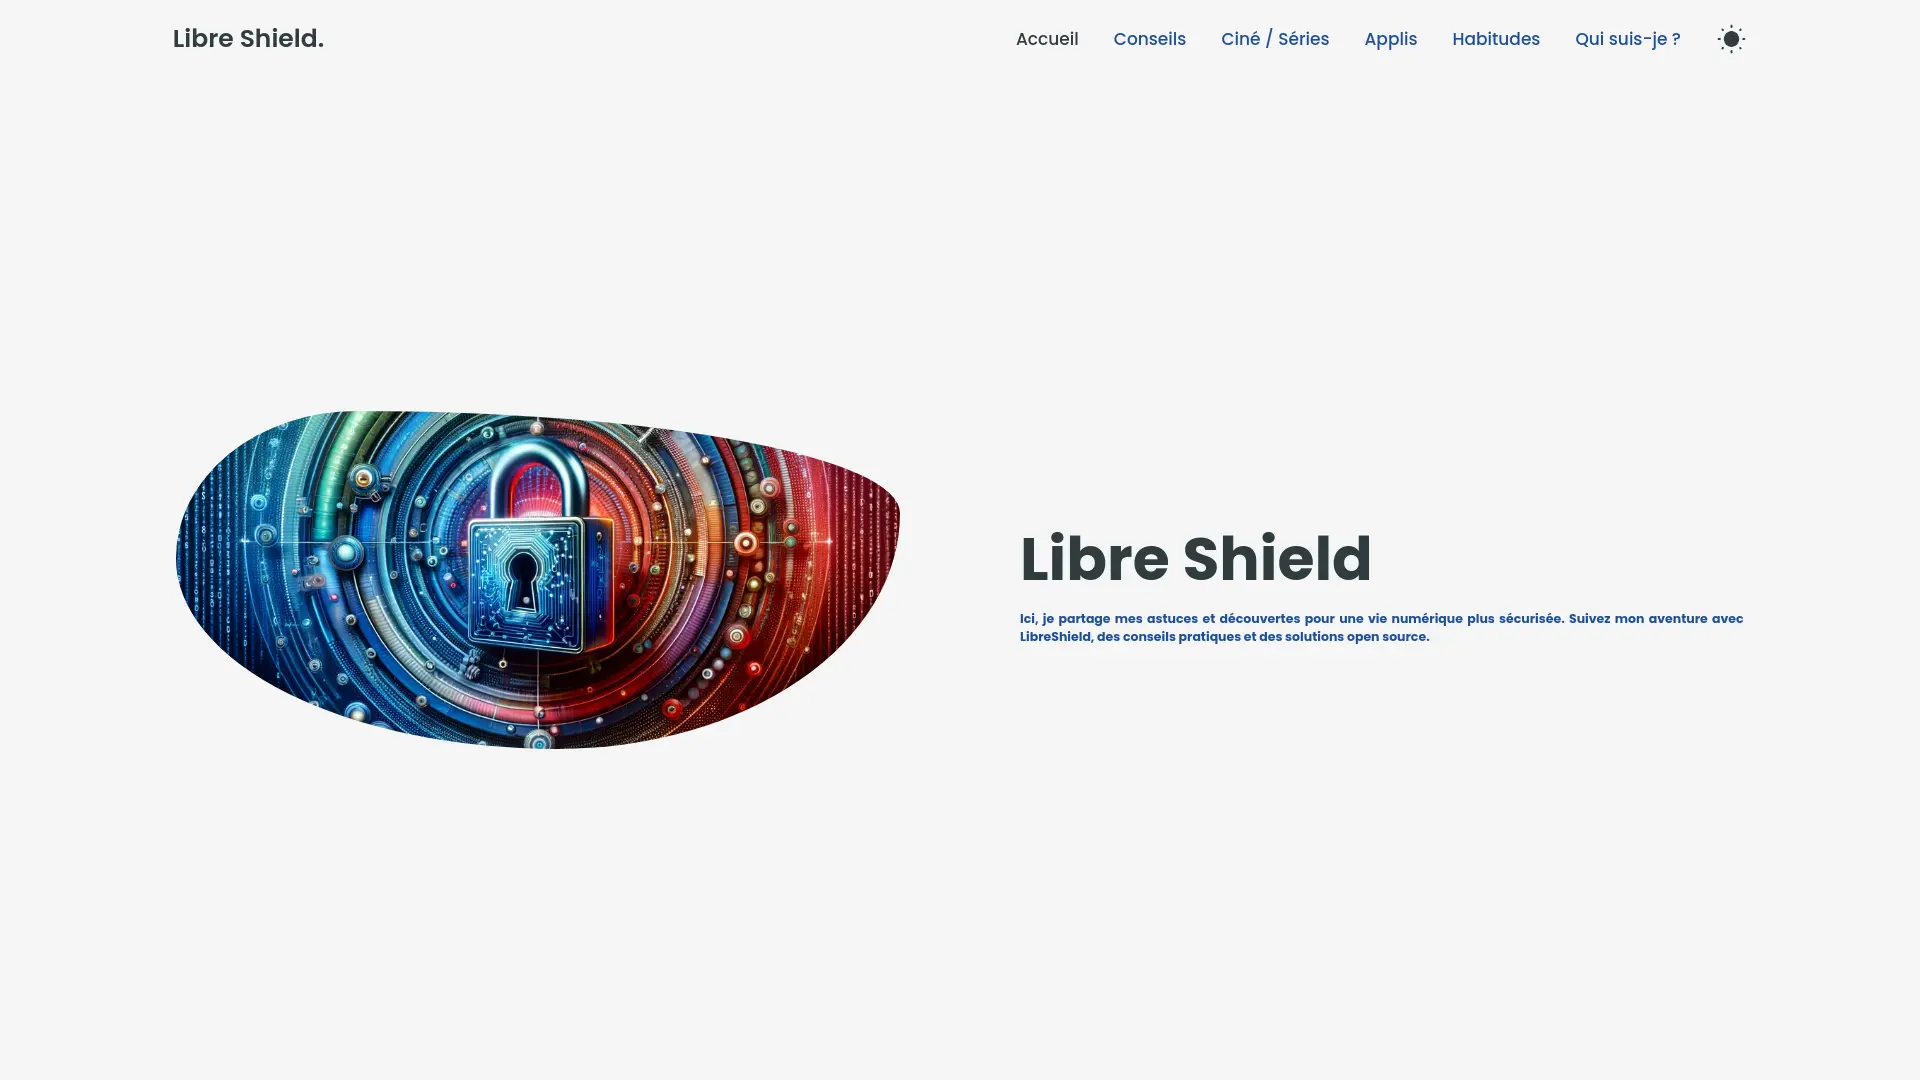 Libre Shield.
Accueil
Conseils
Ciné / Séries
Applis
Habitudes
Qui suis-je ?
Libre Shield
Ici, je partage mes astuces et découvertes pour une vie numérique plus sécurisée. Suivez mon aventure avec
LibreShield, des conseils pratiques et des solutions open source.